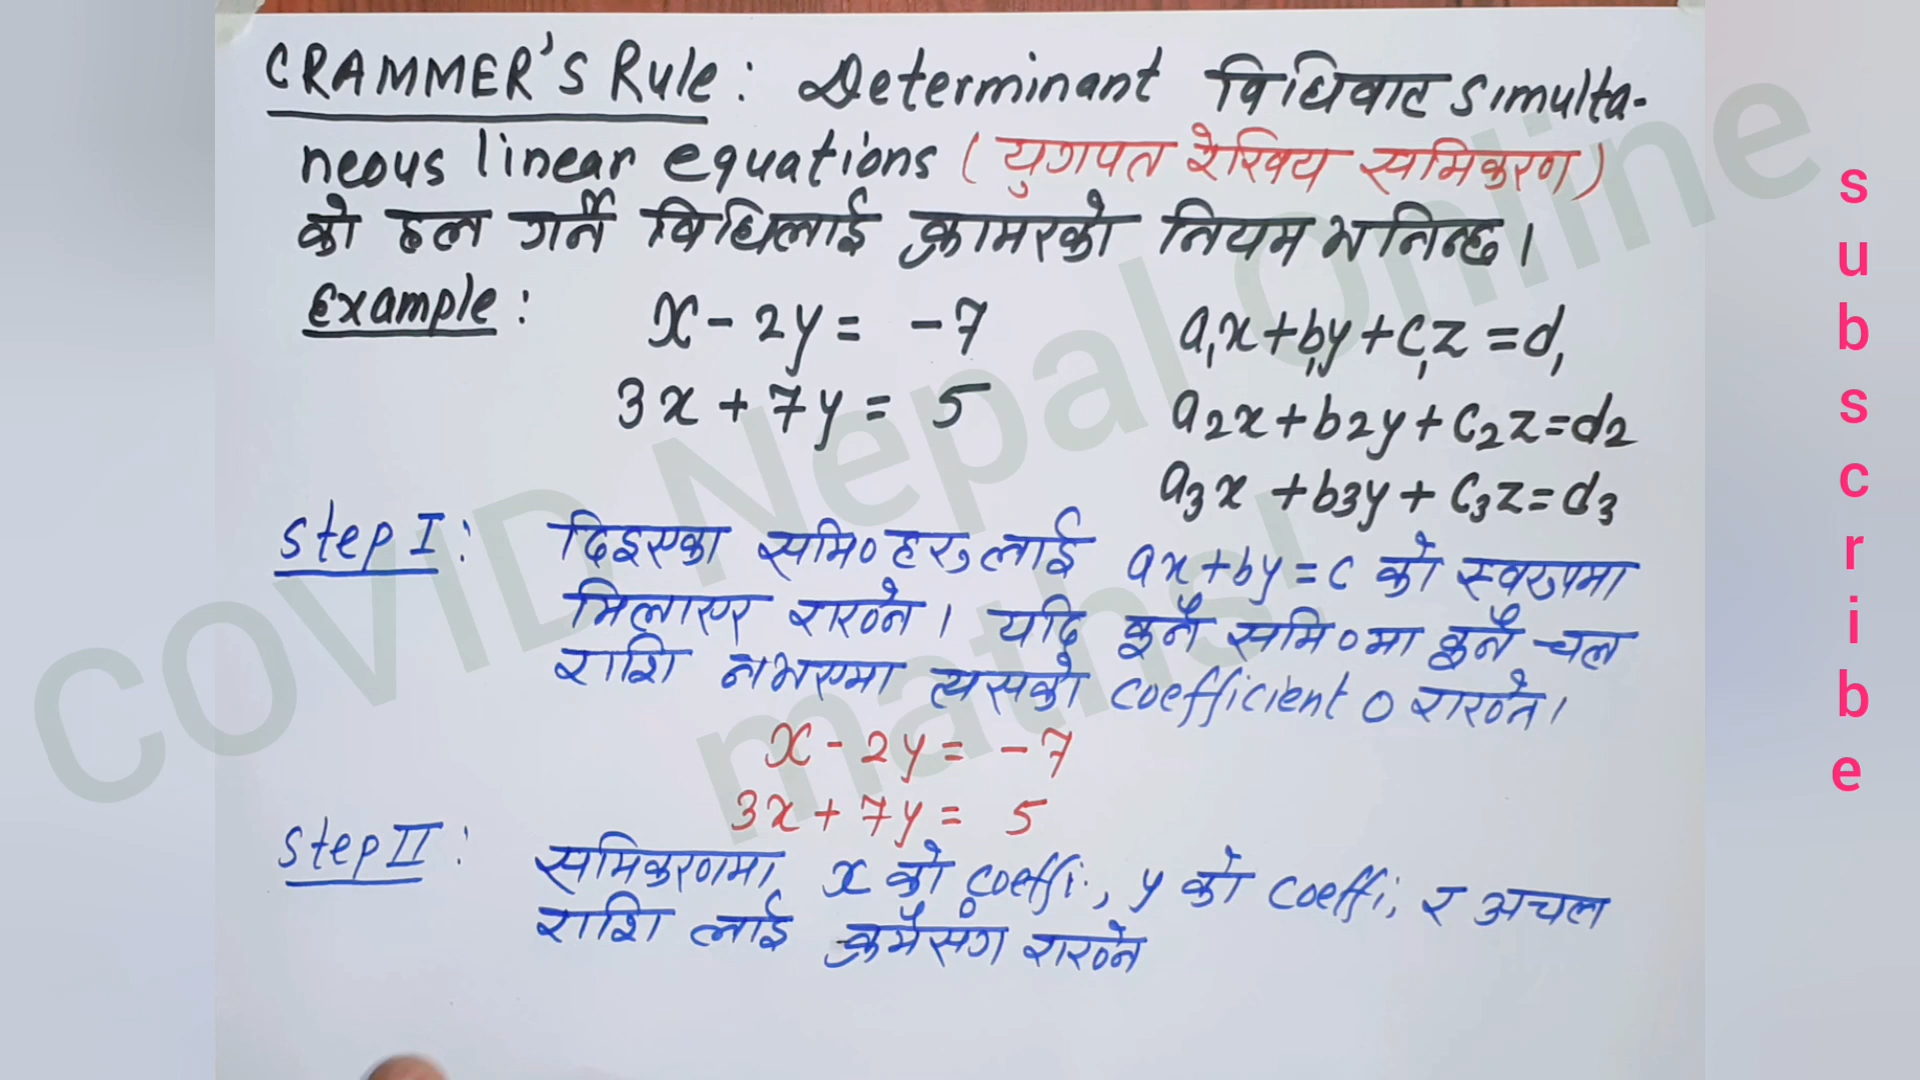 CRAMMER'S Rule: Determinant विधिवाट simulta-
neous linear equations (युगपत रेखिय समिकरण)
को हल गर्ने विधिलाई क्रामरको नियम भनिन्छ।
Example: x - 2y = -7
3x + 7y = 5
a₁x + b₁y + c₁z = d₁
a₂x + b₂y + c₂z = d₂
a₃x + b₃y + c₃z = d₃
Step I: दिइएका समि० हरुलाई ax + by = c को स्वरुपमा
मिलाएर राख्ने। यदि कुनै समि०मा कुनै चल
राशि नभएमा त्यसको coefficient 0 राख्ने।
x - 2y = -7
3x + 7y = 5
Step II: समिकरणमा x को coeffi., y को coeffi, र अचल
राशि लाई क्रमैसंग राख्ने
COVID Nepal Online
maths!
subscribe